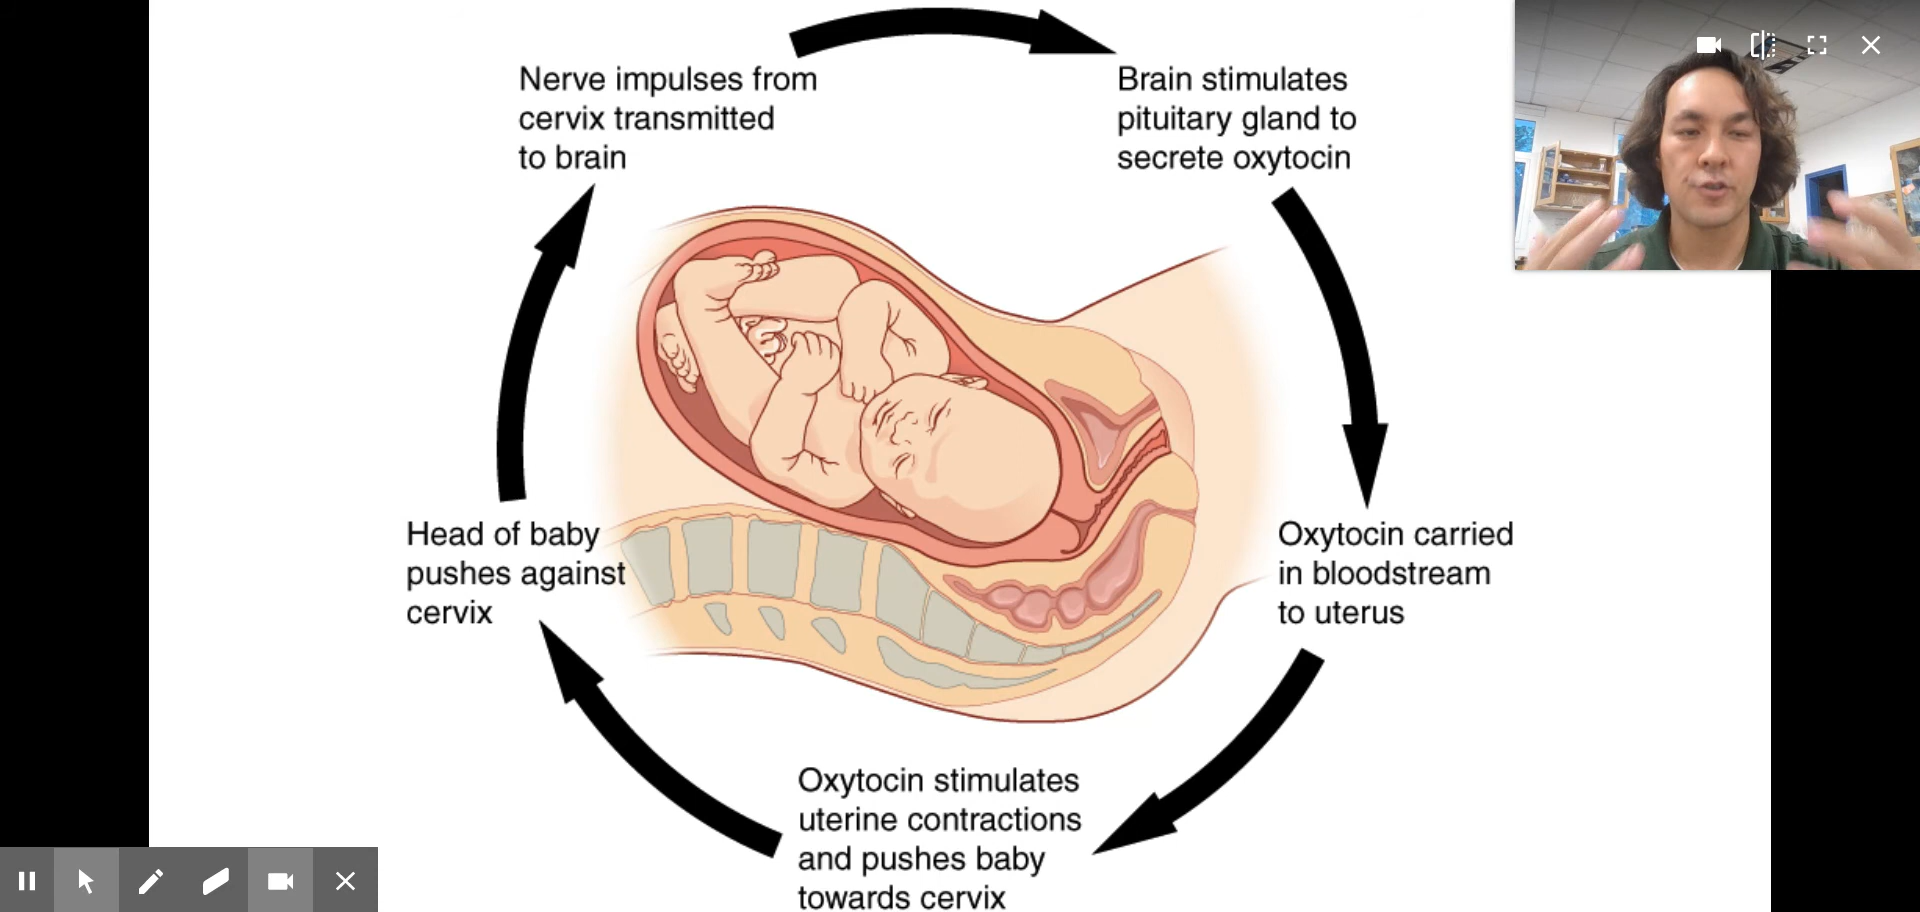 Nerve impulses from
cervix transmitted
to brain
Brain stimulates
pituitary gland to
secrete oxytocin
Head of baby
pushes against
cervix
Oxytocin carried
in bloodstream
to uterus
Oxytocin stimulates
uterine contractions
and pushes baby
towards cervix